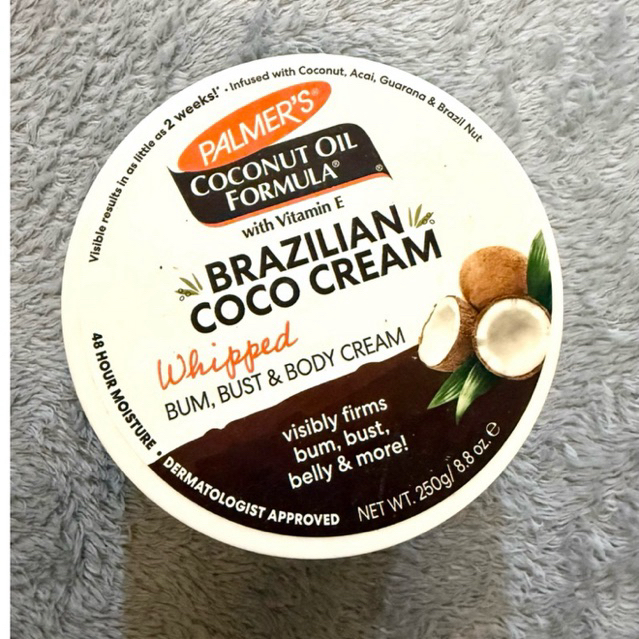 Visible results in as little as 2 weeks!* • Infused with Coconut, Acai, Guarana & Brazil Nut
PALMER'S®
COCONUT OIL
FORMULA®
®
with Vitamin E
BRAZILIAN
COCO CREAM
Whipped
BUM, BUST & BODY CREAM
visibly firms
bum, bust,
belly & more!
48 HOUR MOISTURE • DERMATOLOGIST APPROVED
NET WT. 250g/ 8.8 oz. ℮